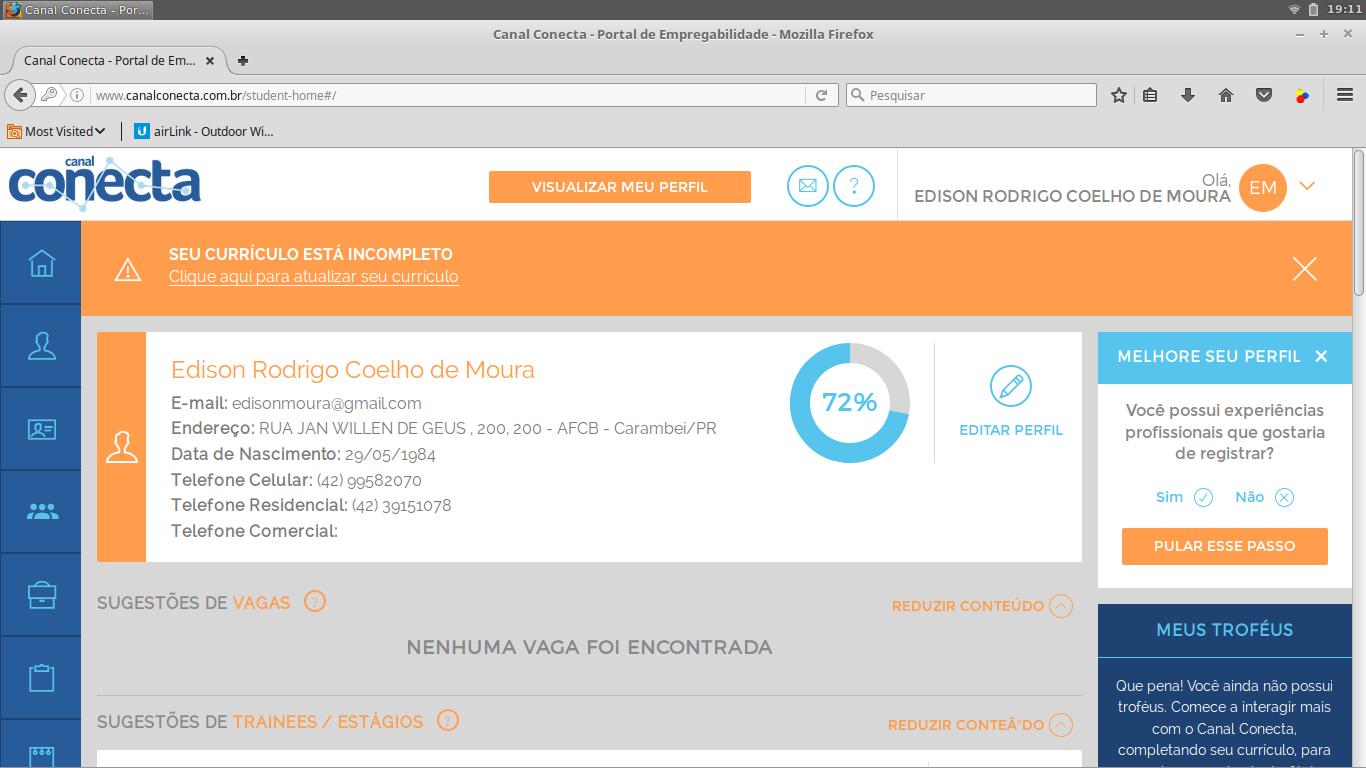 Canal Conecta - Por...
19:11
Canal Conecta - Portal de Empregabilidade - Mozilla Firefox
Canal Conecta - Portal de Em...
www.canalconecta.com.br/student-home#/
Pesquisar
Most Visited
airLink - Outdoor Wi...
canal
conecta
VISUALIZAR MEU PERFIL
?
Olá,
EDISON RODRIGO COELHO DE MOURA
EM
SEU CURRÍCULO ESTÁ INCOMPLETO
Clique aqui para atualizar seu currículo
Edison Rodrigo Coelho de Moura
E-mail: edisonmoura@gmail.com
Endereço: RUA JAN WILLEN DE GEUS , 200, 200 - AFCB - Carambeí/PR
Data de Nascimento: 29/05/1984
Telefone Celular: (42) 99582070
Telefone Residencial: (42) 39151078
Telefone Comercial:
72%
EDITAR PERFIL
MELHORE SEU PERFIL
Você possui experiências
profissionais que gostaria
de registrar?
Sim
Não
PULAR ESSE PASSO
SUGESTÕES DE VAGAS ?
REDUZIR CONTEÚDO
NENHUMA VAGA FOI ENCONTRADA
SUGESTÕES DE TRAINEES / ESTÁGIOS ?
REDUZIR CONTEÃºDO
MEUS TROFÉUS
Que pena! Você ainda não possui
troféus. Comece a interagir mais
com o Canal Conecta,
completando seu currículo, para